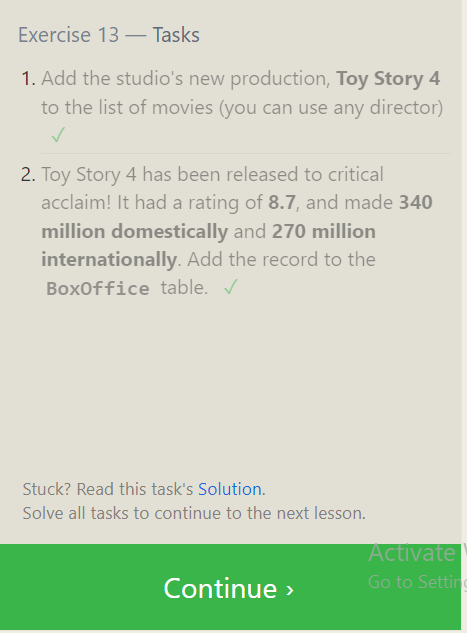 Exercise 13 — Tasks
1. Add the studio's new production, Toy Story 4
to the list of movies (you can use any director)
✓
2. Toy Story 4 has been released to critical
acclaim! It had a rating of 8.7, and made 340
million domestically and 270 million
internationally. Add the record to the
BoxOffice table. ✓
Stuck? Read this task's Solution.
Solve all tasks to continue to the next lesson.
Activate
Continue ›
Go to